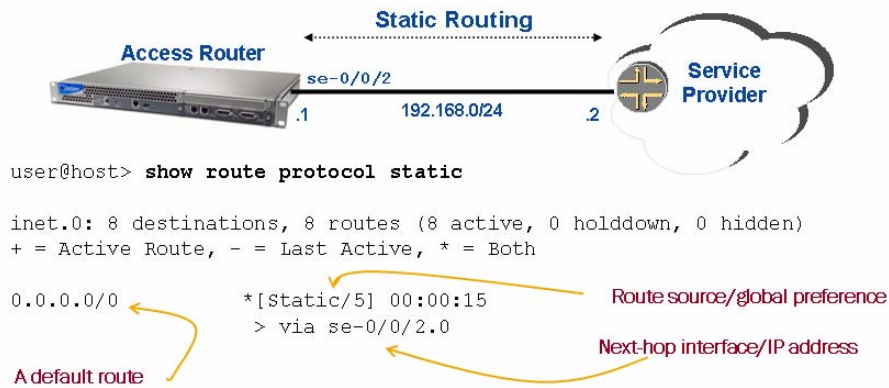 Static Routing
Access Router
Service
Provider
se-0/0/2
.1
192.168.0/24
.2
user@host> show route protocol static
inet.0: 8 destinations, 8 routes (8 active, 0 holddown, 0 hidden)
+ = Active Route, - = Last Active, * = Both
0.0.0.0/0 *[Static/5] 00:00:15
Route source/global preference
> via se-0/0/2.0
Next-hop interface/IP address
A default route